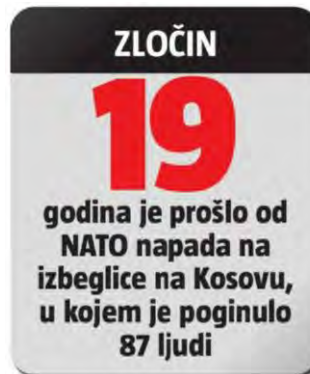 ZLOČIN
19
godina je prošlo od
NATO napada na
izbeglice na Kosovu,
u kojem je poginulo
87 ljudi